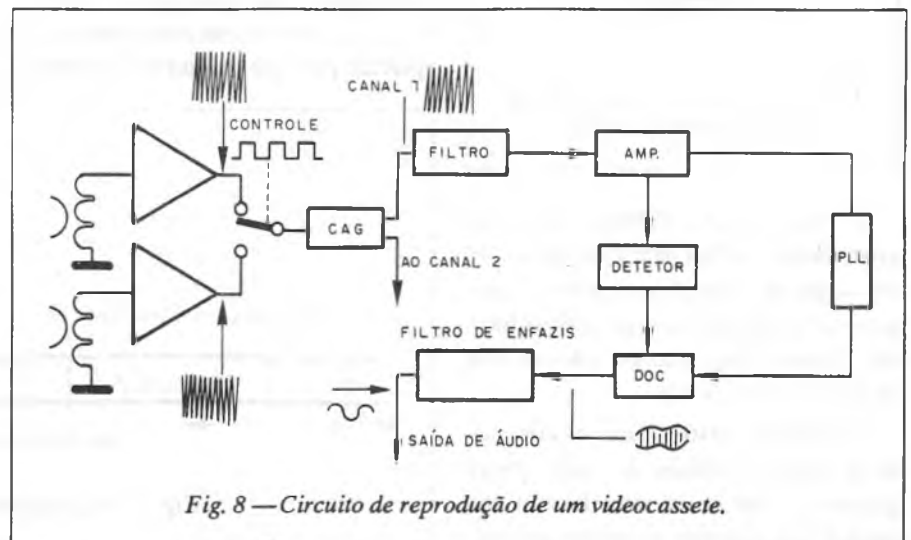 CONTROLE
CANAL 1
FILTRO
AMP.
CAG
PLL
AO CANAL 2
DETETOR
FILTRO DE ENFAZIS
DOC
SAÍDA DE ÁUDIO
Fig. 8 — Circuito de reprodução de um videocassete.